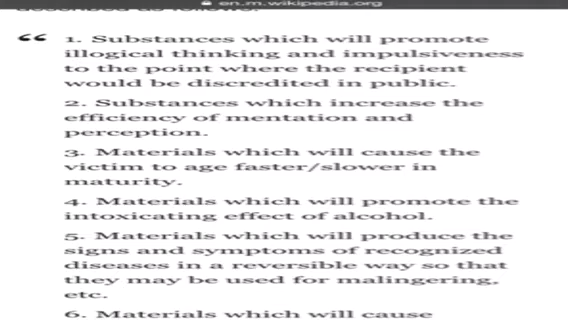 en.m.wikipedia.org
described as follows:
“ 1. Substances which will promote
illogical thinking and impulsiveness
to the point where the recipient
would be discredited in public.
2. Substances which increase the
efficiency of mentation and
perception.
3. Materials which will cause the
victim to age faster/slower in
maturity.
4. Materials which will promote the
intoxicating effect of alcohol.
5. Materials which will produce the
signs and symptoms of recognized
diseases in a reversible way so that
they may be used for malingering,
etc.
6. Materials which will cause